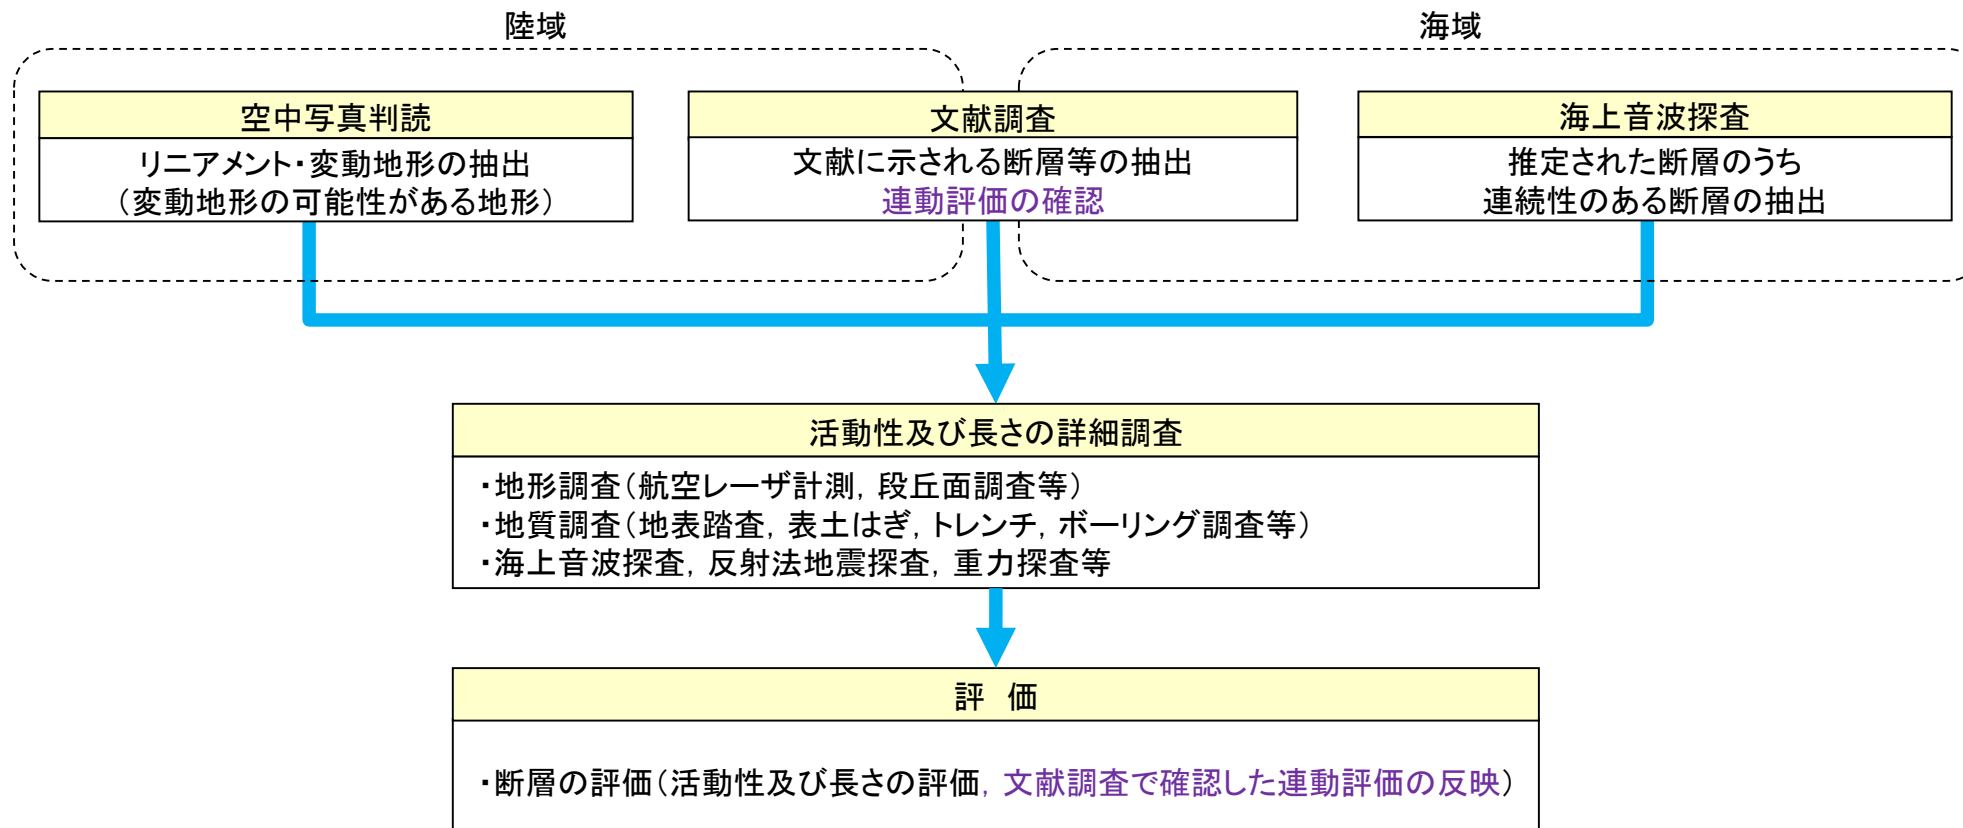 陸域
海域
空中写真判読
リニアメント・変動地形の抽出
（変動地形の可能性がある地形）
文献調査
文献に示される断層等の抽出
連動評価の確認
海上音波探査
推定された断層のうち
連続性のある断層の抽出
活動性及び長さの詳細調査
・地形調査（航空レーザ計測，段丘面調査等）
・地質調査（地表踏査，表土はぎ，トレンチ，ボーリング調査等）
・海上音波探査，反射法地震探査，重力探査等
評　価
・断層の評価（活動性及び長さの評価，文献調査で確認した連動評価の反映）